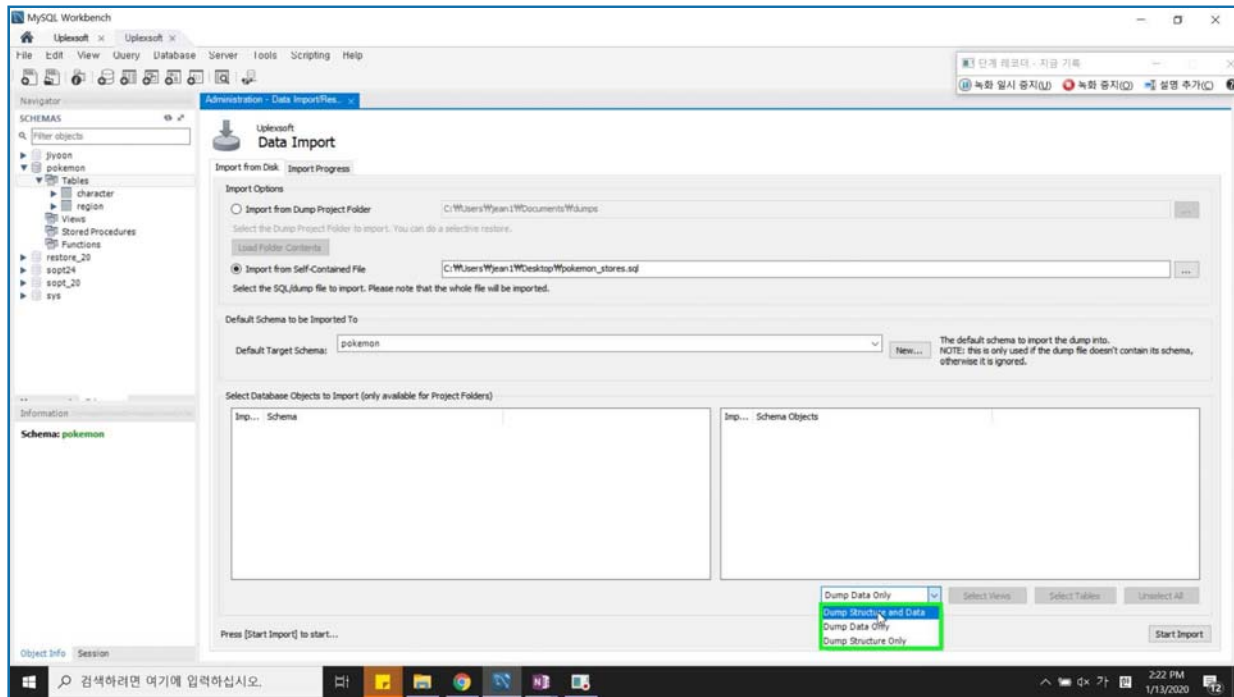 MySQL Workbench
Uplexsoft x Uplexsoft x
File Edit View Query Database Server Tools Scripting Help
단계 레코더 - 지금 기록
녹화 일시 중지(U) 녹화 중지(O) 설명 추가(C)
Navigator
Administration - Data Import/Res... x
SCHEMAS
Filter objects
jiyoon
pokemon
Tables
character
region
Views
Stored Procedures
Functions
restore_20
sopt24
sopt_20
sys
Uplexsoft
Data Import
Import from Disk Import Progress
Import Options
Import from Dump Project Folder C:₩Users₩jean1₩Documents₩dumps ...
Select the Dump Project Folder to import. You can do a selective restore.
Load Folder Contents
Import from Self-Contained File C:₩Users₩jean1₩Desktop₩pokemon_stores.sql ...
Select the SQL/dump file to import. Please note that the whole file will be imported.
Default Schema to be Imported To
Default Target Schema: pokemon New...
The default schema to import the dump into.
NOTE: this is only used if the dump file doesn't contain its schema,
otherwise it is ignored.
Select Database Objects to Import (only available for Project Folders)
Imp... Schema Imp... Schema Objects
Information
Schema: pokemon
Dump Data Only Select Views Select Tables Unselect All
Dump Structure and Data
Dump Data Only
Dump Structure Only
Press [Start Import] to start... Start Import
Object Info Session
검색하려면 여기에 입력하십시오.
가
2:22 PM
1/13/2020
12